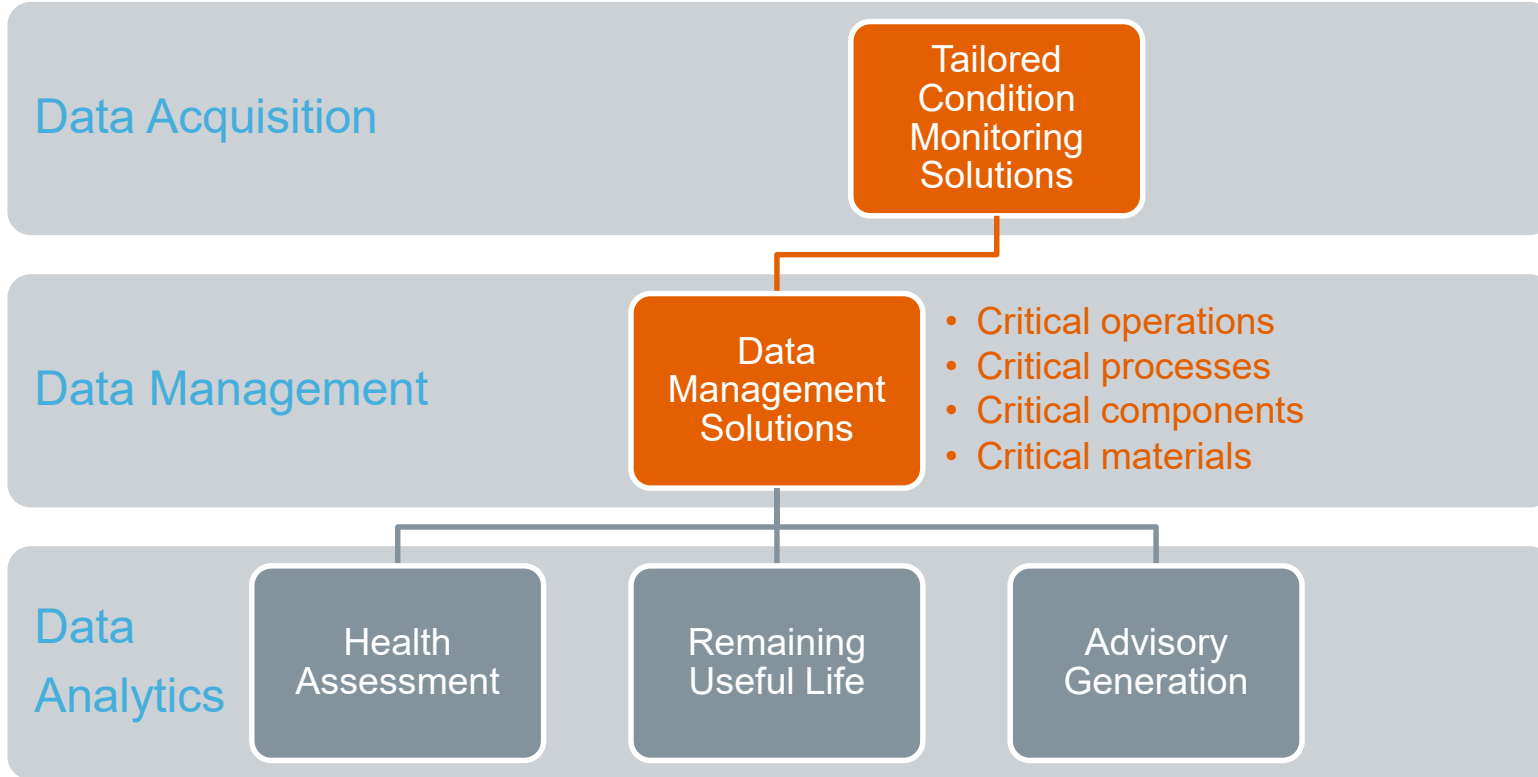 Data Acquisition
Tailored
Condition
Monitoring
Solutions
Data Management
Data
Management
Solutions
• Critical operations
• Critical processes
• Critical components
• Critical materials
Data
Analytics
Health
Assessment
Remaining
Useful Life
Advisory
Generation